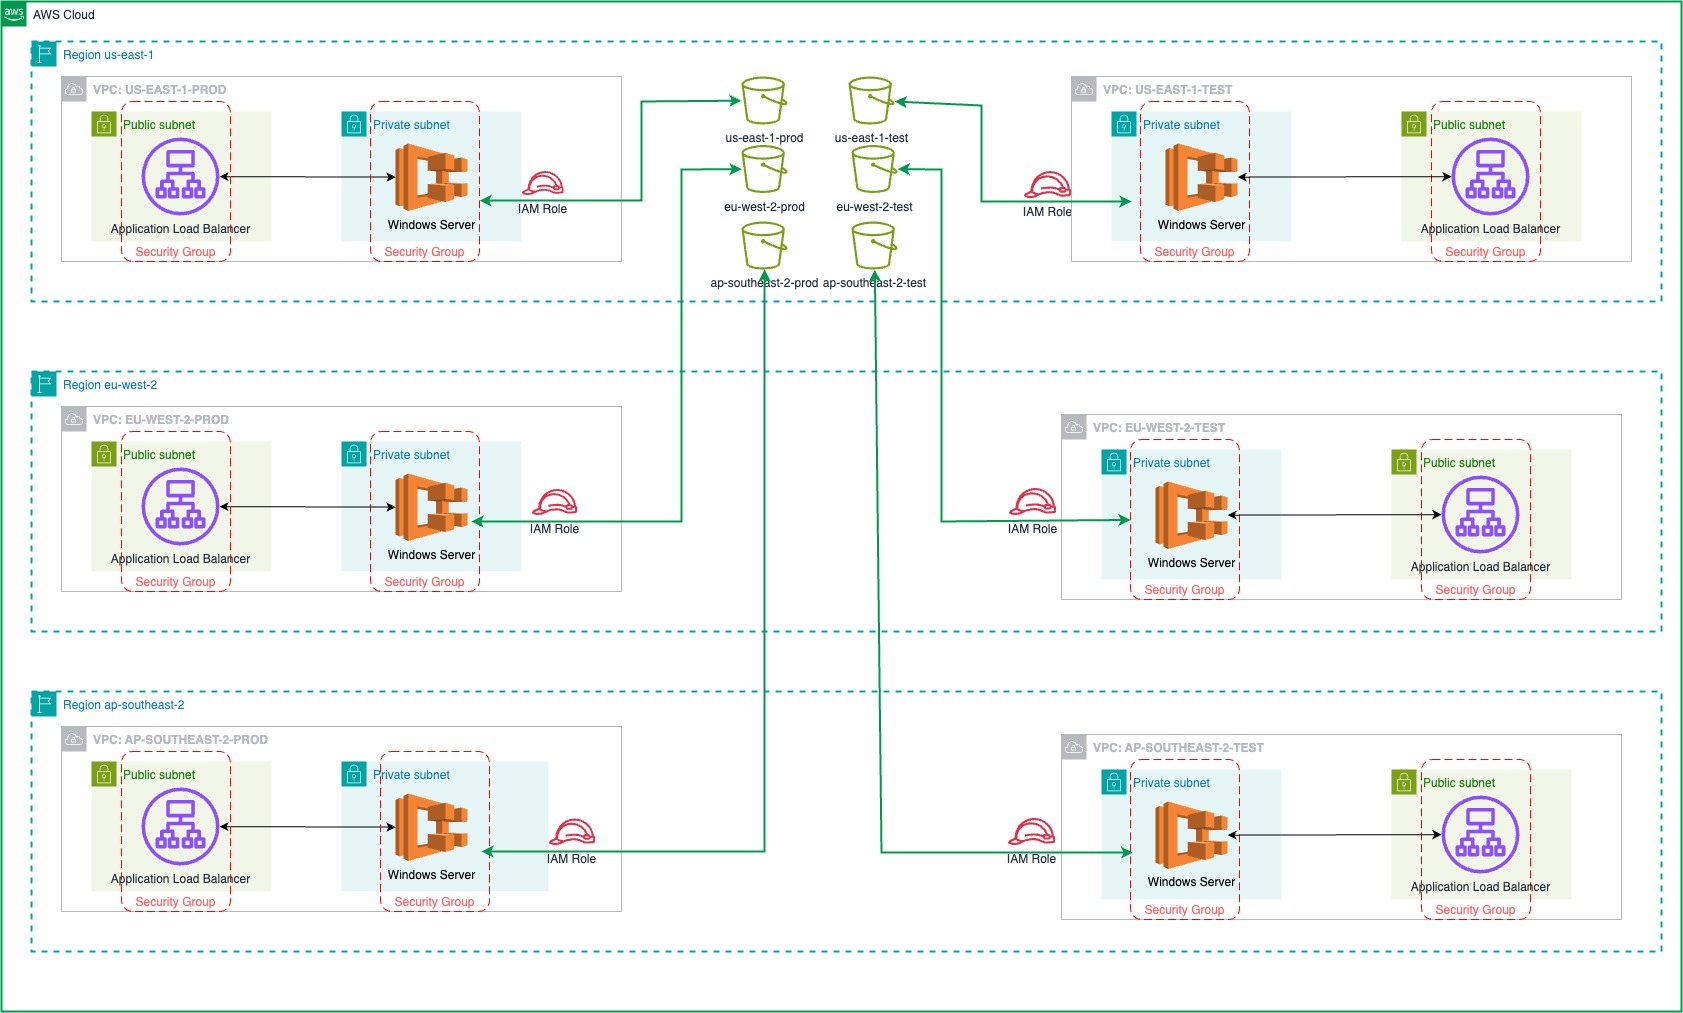 aws
AWS Cloud
Region us-east-1
VPC: US-EAST-1-PROD
Public subnet
Application Load Balancer
Security Group
Private subnet
Windows Server
Security Group
IAM Role
us-east-1-prod
us-east-1-test
eu-west-2-prod
eu-west-2-test
ap-southeast-2-prod
ap-southeast-2-test
VPC: US-EAST-1-TEST
IAM Role
Private subnet
Windows Server
Security Group
Public subnet
Application Load Balancer
Security Group
Region eu-west-2
VPC: EU-WEST-2-PROD
Public subnet
Application Load Balancer
Security Group
Private subnet
Windows Server
Security Group
IAM Role
VPC: EU-WEST-2-TEST
IAM Role
Private subnet
Windows Server
Security Group
Public subnet
Application Load Balancer
Security Group
Region ap-southeast-2
VPC: AP-SOUTHEAST-2-PROD
Public subnet
Application Load Balancer
Security Group
Private subnet
Windows Server
Security Group
IAM Role
VPC: AP-SOUTHEAST-2-TEST
IAM Role
Private subnet
Windows Server
Security Group
Public subnet
Application Load Balancer
Security Group